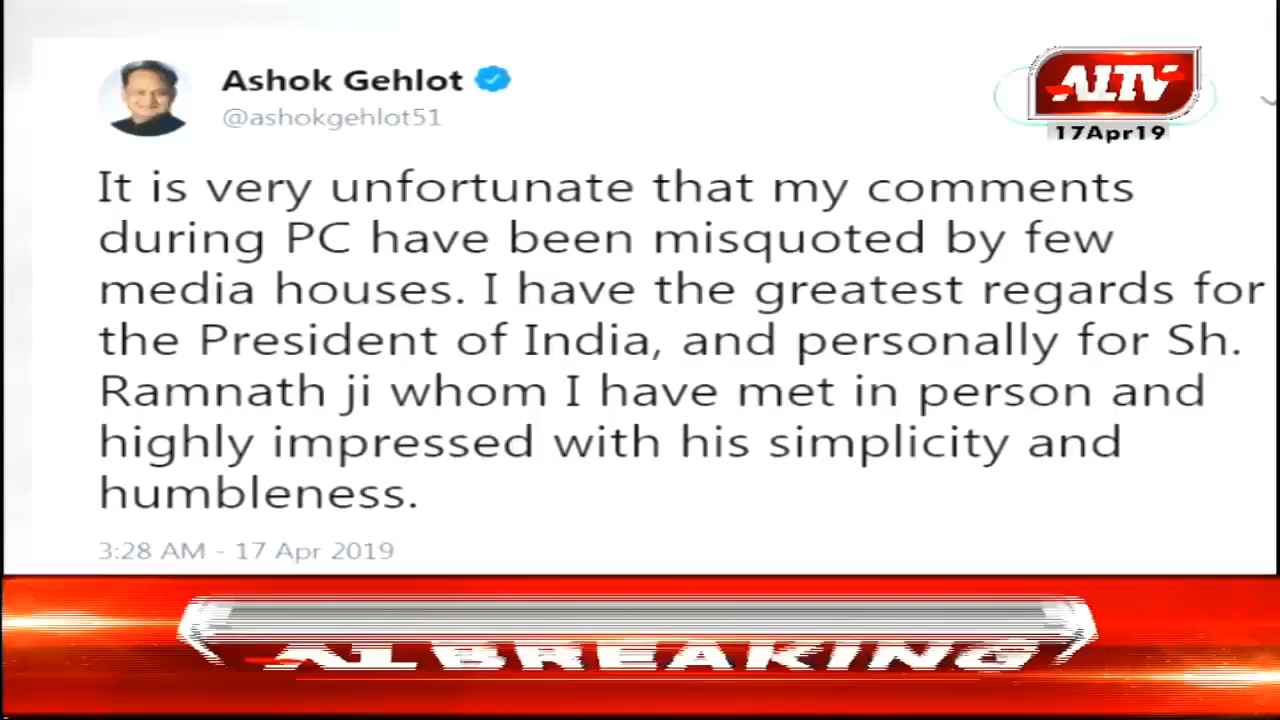 Ashok Gehlot
@ashokgehlot51
ALTV
17Apr19
It is very unfortunate that my comments
during PC have been misquoted by few
media houses. I have the greatest regards for
the President of India, and personally for Sh.
Ramnath ji whom I have met in person and
highly impressed with his simplicity and
humbleness.
3:28 AM - 17 Apr 2019
AL BREAKING